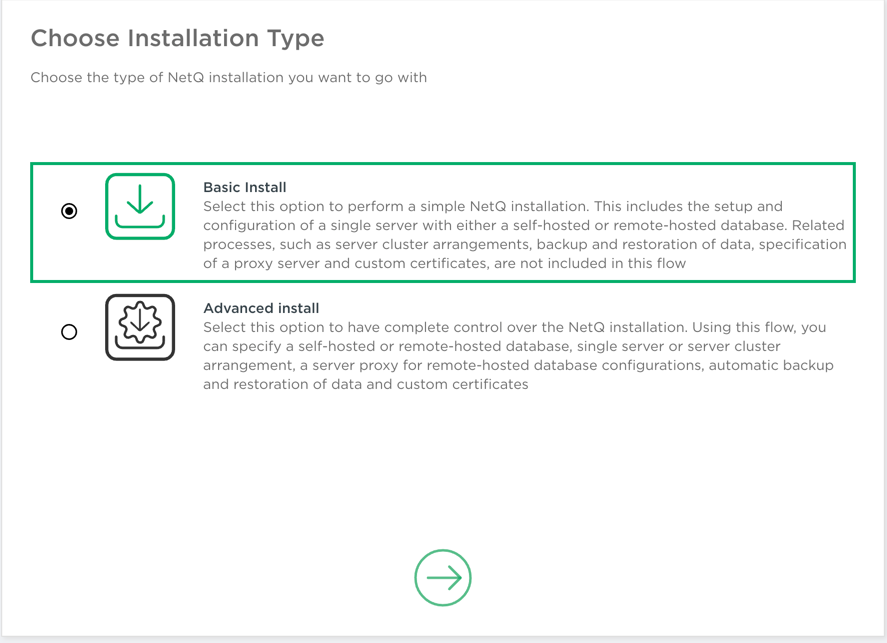 Choose Installation Type
Choose the type of NetQ installation you want to go with
Basic Install
Select this option to perform a simple NetQ installation. This includes the setup and
configuration of a single server with either a self-hosted or remote-hosted database. Related
processes, such as server cluster arrangements, backup and restoration of data, specification
of a proxy server and custom certificates, are not included in this flow
Advanced install
Select this option to have complete control over the NetQ installation. Using this flow, you
can specify a self-hosted or remote-hosted database, single server or server cluster
arrangement, a server proxy for remote-hosted database configurations, automatic backup
and restoration of data and custom certificates